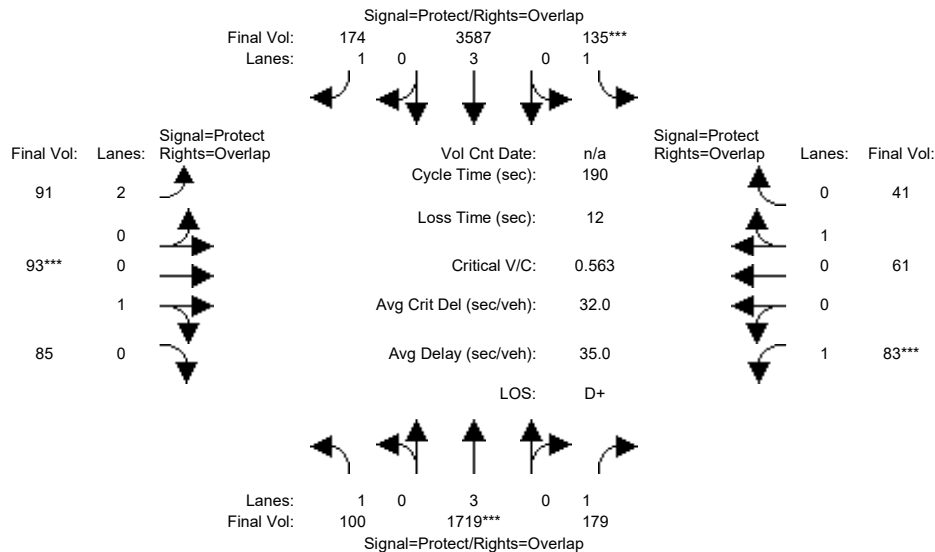 Signal=Protect/Rights=Overlap
Final Vol: 174 3587 135***
Lanes: 1 0 3 0 1
Signal=Protect Signal=Protect
Final Vol: Lanes: Rights=Overlap Vol Cnt Date: n/a Rights=Overlap Lanes: Final Vol:
Cycle Time (sec): 190
91 2 0 41
Loss Time (sec): 12
0 1
93*** 0 Critical V/C: 0.563 0 61
1 Avg Crit Del (sec/veh): 32.0 0
85 0 Avg Delay (sec/veh): 35.0 1 83***
LOS: D+
Lanes: 1 0 3 0 1
Final Vol: 100 1719*** 179
Signal=Protect/Rights=Overlap